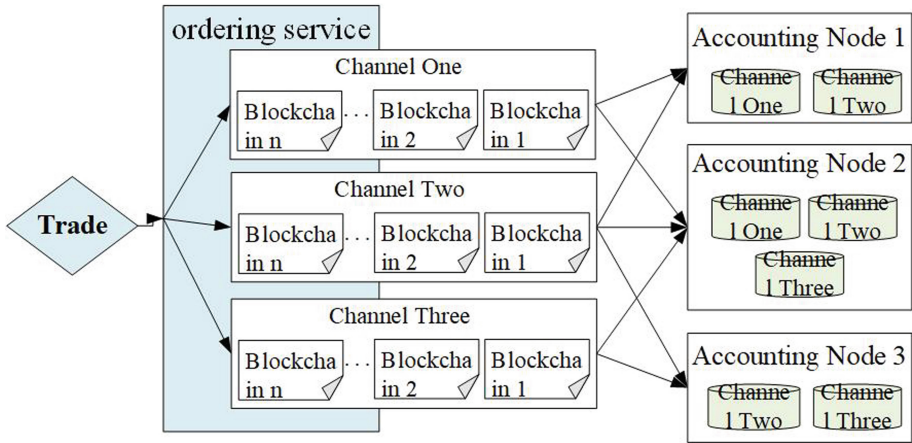 ordering service
Trade
Channel One
Blockcha
in n
...
Blockcha
in 2
Blockcha
in 1
Channel Two
Blockcha
in n
...
Blockcha
in 2
Blockcha
in 1
Channel Three
Blockcha
in n
...
Blockcha
in 2
Blockcha
in 1
Accounting Node 1
Channe
l One
Channe
l Two
Accounting Node 2
Channe
l One
Channe
l Two
Channe
l Three
Accounting Node 3
Channe
l Two
Channe
l Three